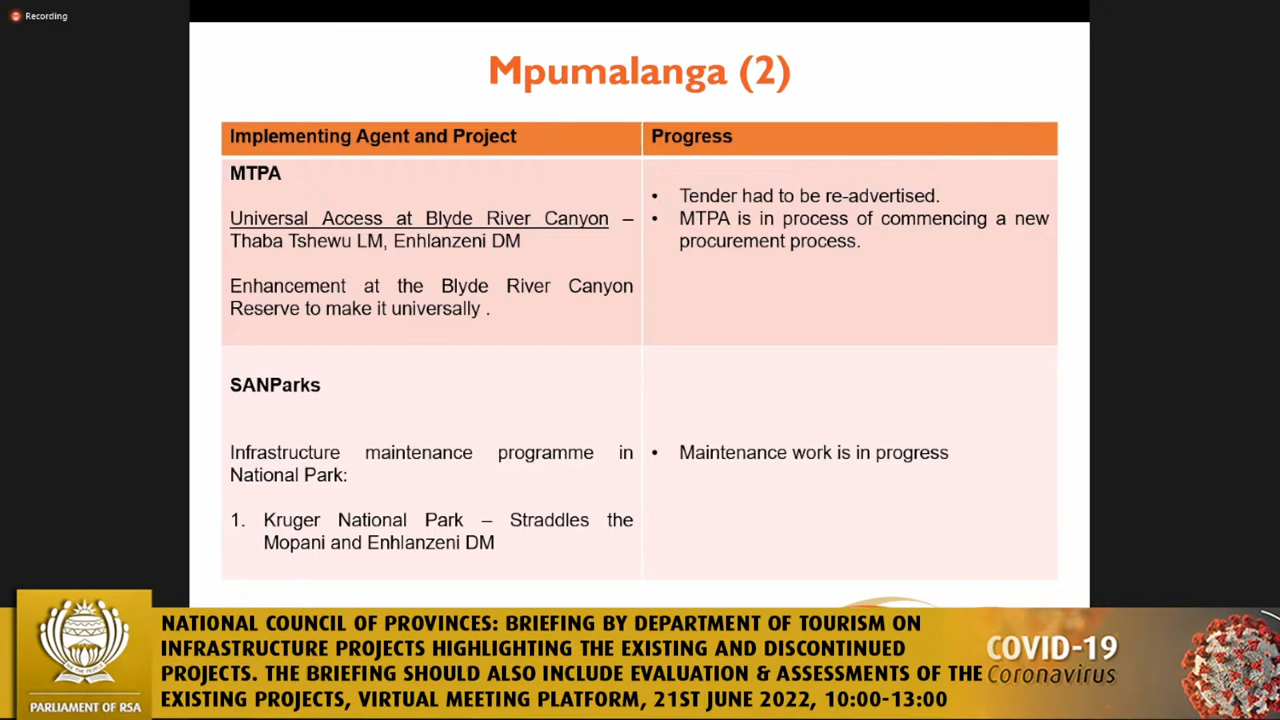 Recording
Mpumalanga (2)
Implementing Agent and Project
Progress
MTPA
Universal Access at Blyde River Canyon –
Thaba Tshewu LM, Enhlanzeni DM
Enhancement at the Blyde River Canyon
Reserve to make it universally .
• Tender had to be re-advertised.
• MTPA is in process of commencing a new
procurement process.
SANParks
Infrastructure maintenance programme in
National Park:
1. Kruger National Park – Straddles the
Mopani and Enhlanzeni DM
• Maintenance work is in progress
PARLIAMENT OF RSA
NATIONAL COUNCIL OF PROVINCES: BRIEFING BY DEPARTMENT OF TOURISM ON
INFRASTRUCTURE PROJECTS HIGHLIGHTING THE EXISTING AND DISCONTINUED
PROJECTS. THE BRIEFING SHOULD ALSO INCLUDE EVALUATION & ASSESSMENTS OF THE
EXISTING PROJECTS, VIRTUAL MEETING PLATFORM, 21ST JUNE 2022, 10:00-13:00
COVID-19
Coronavirus